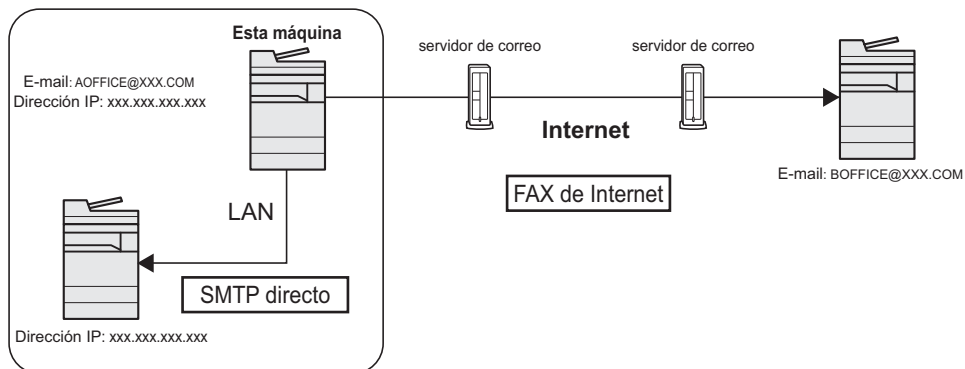 Esta máquina
servidor de correo
servidor de correo
E-mail: AOFFICE@XXX.COM
Dirección IP: xxx.xxx.xxx.xxx
Internet
E-mail: BOFFICE@XXX.COM
FAX de Internet
LAN
SMTP directo
Dirección IP: xxx.xxx.xxx.xxx